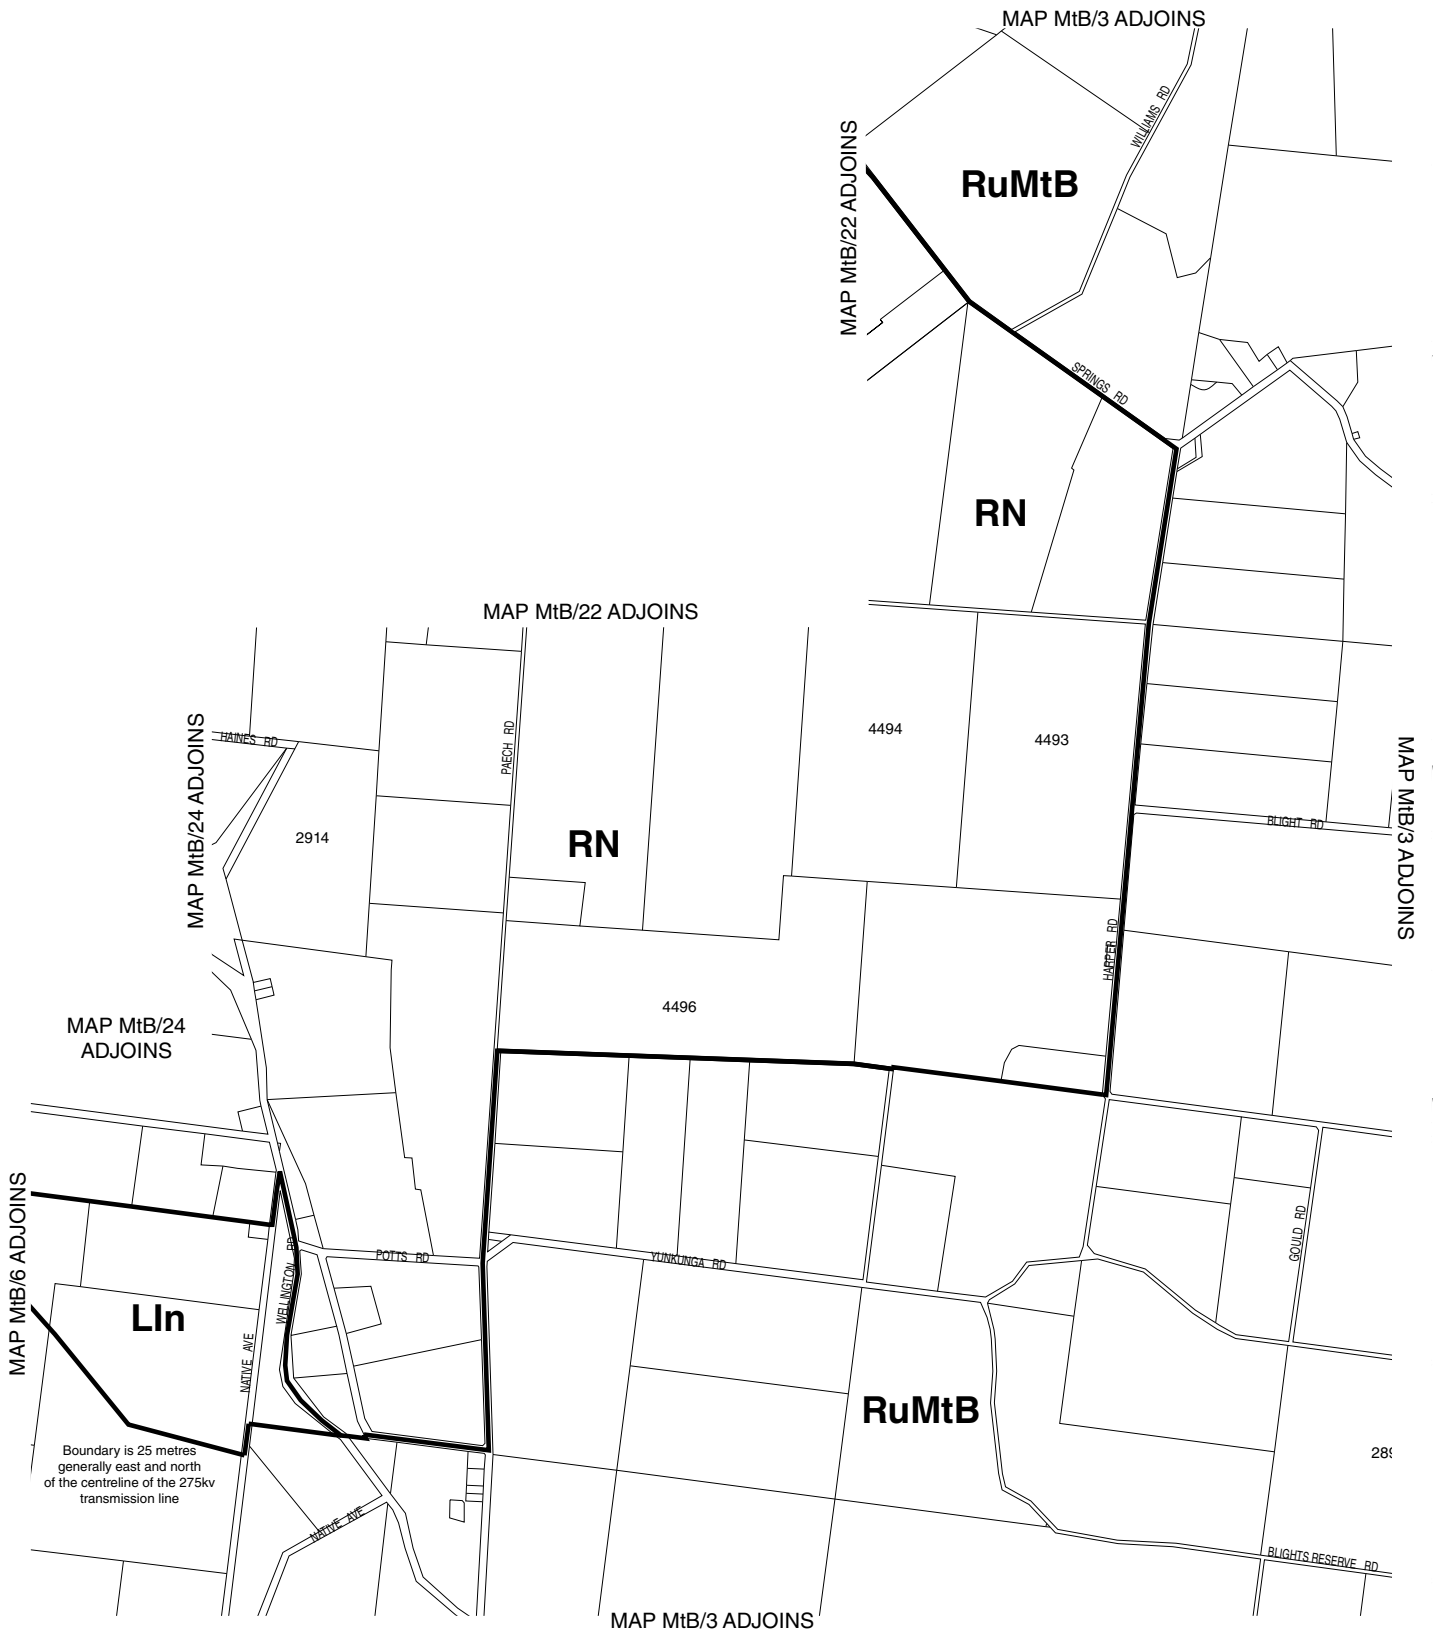 MAP MtB/3 ADJOINS
WILLIAMS RD
MAP MtB/22 ADJOINS
RuMtB
SPRINGS RD
RN
MAP MtB/22 ADJOINS
HAINES RD
PAECH RD
4494
4493
MAP MtB/24 ADJOINS
MAP MtB/3 ADJOINS
2914
RN
BLIGHT RD
HARPER RD
4496
MAP MtB/24
ADJOINS
MAP MtB/6 ADJOINS
GOULD RD
WELLINGTON RD
POTTS RD
YUNKUNGA RD
LIn
NATIVE AVE
RuMtB
Boundary is 25 metres
generally east and north
of the centreline of the 275kv
transmission line
NATIVE AVE
BLIGHTS RESERVE RD
MAP MtB/3 ADJOINS